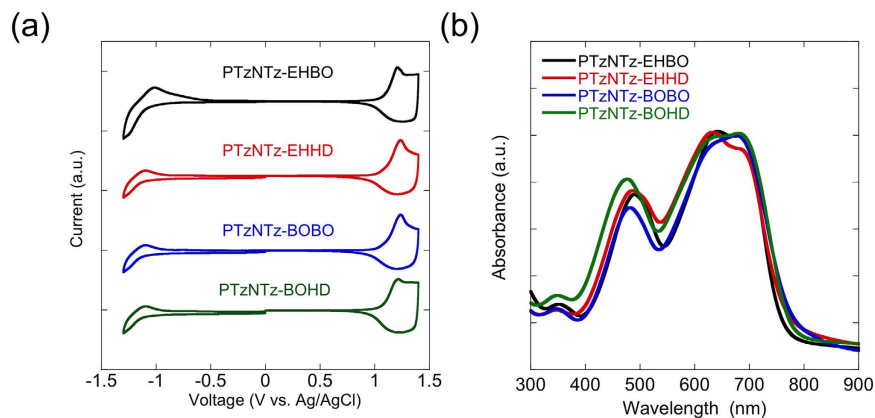 (a)
PTzNTz-EHBO
PTzNTz-EHHD
PTzNTz-BOBO
PTzNTz-BOHD
Current (a.u.)
-1.5 -1 -0.5 0 0.5 1 1.5
Voltage (V vs. Ag/AgCl)
(b)
PTzNTz-EHBO
PTzNTz-EHHD
PTzNTz-BOBO
PTzNTz-BOHD
Absorbance (a.u.)
300 400 500 600 700 800 900
Wavelength (nm)